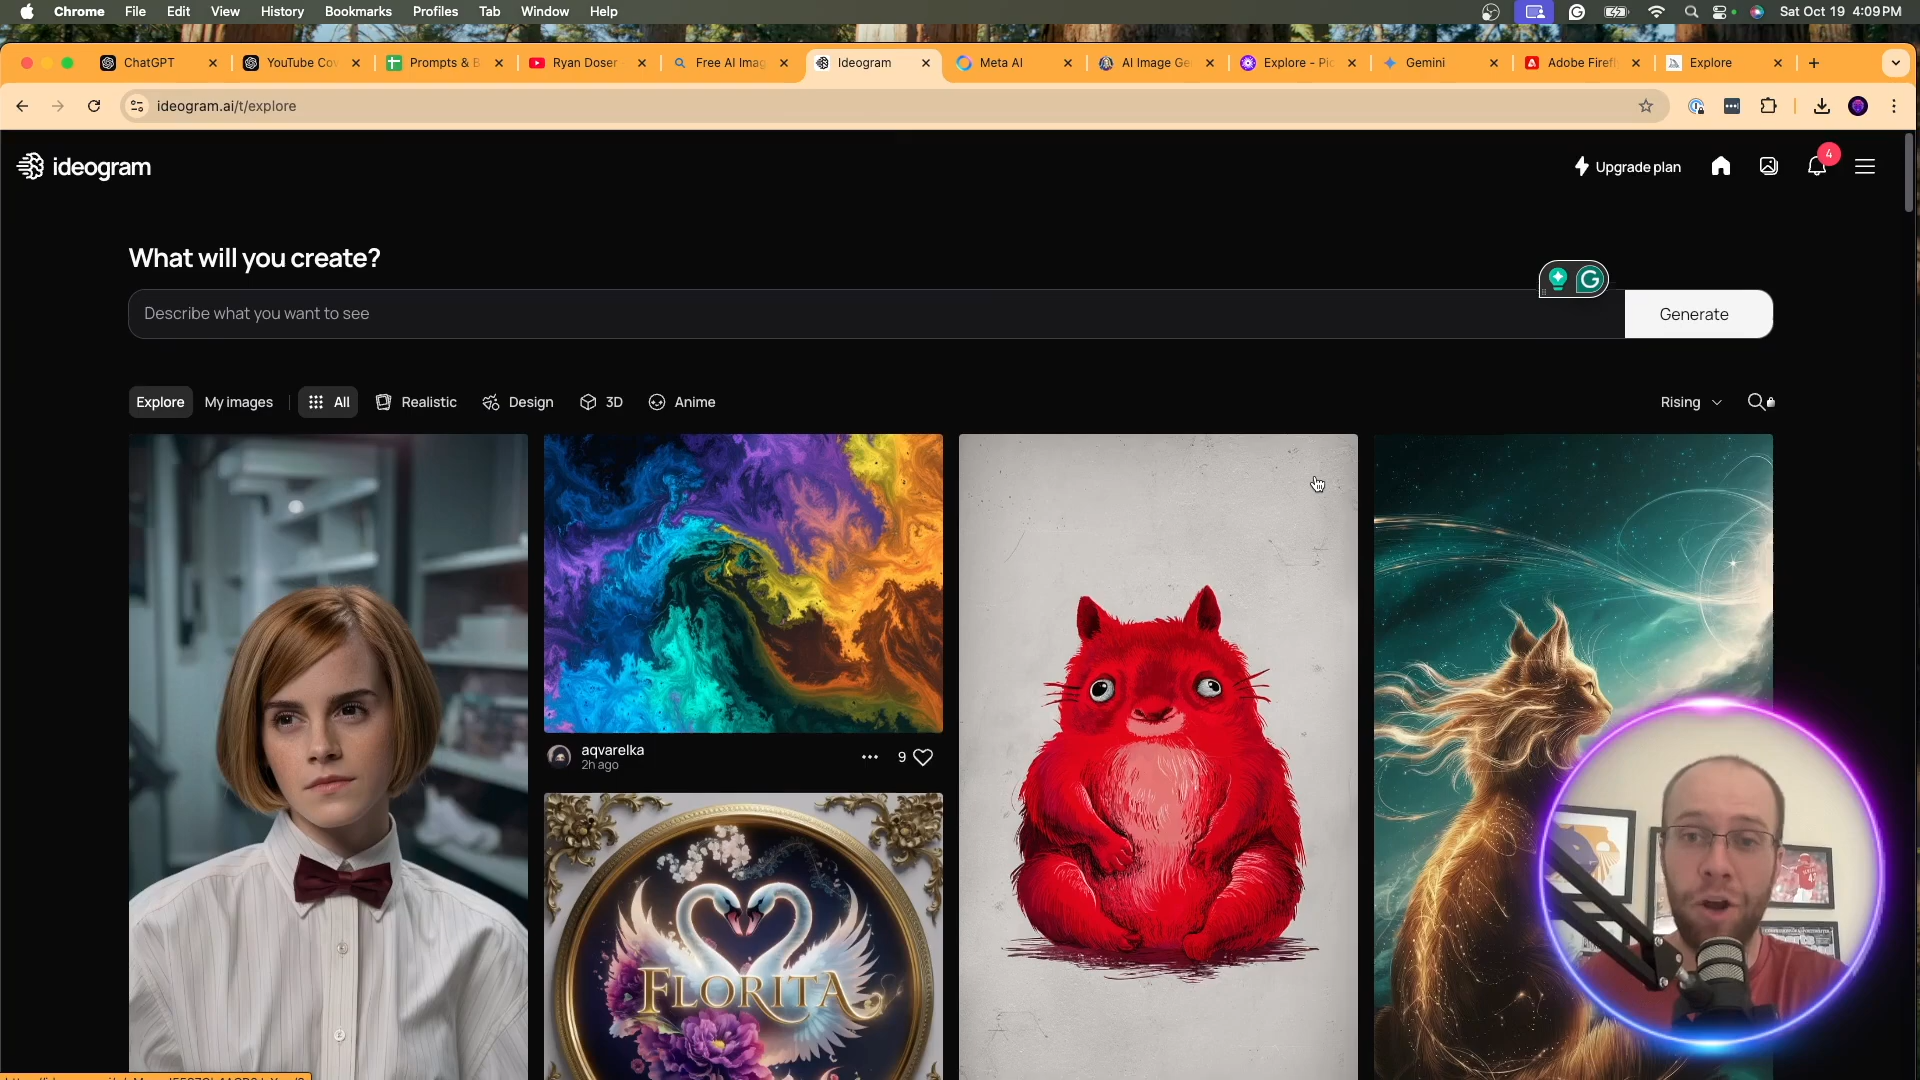 Chrome File Edit View History Bookmarks Profiles Tab Window Help Sat Oct 19 4:09 PM
ChatGPT YouTube Co Prompts & B Ryan Doser - Free AI Imag Ideogram Meta AI AI Image Ge Explore - Pic Gemini Adobe Firefl Explore
ideogram.ai/t/explore
ideogram Upgrade plan 4
What will you create?
Describe what you want to see Generate
Explore My images All Realistic Design 3D Anime Rising
aqvarelka
2h ago 9
FLORITA